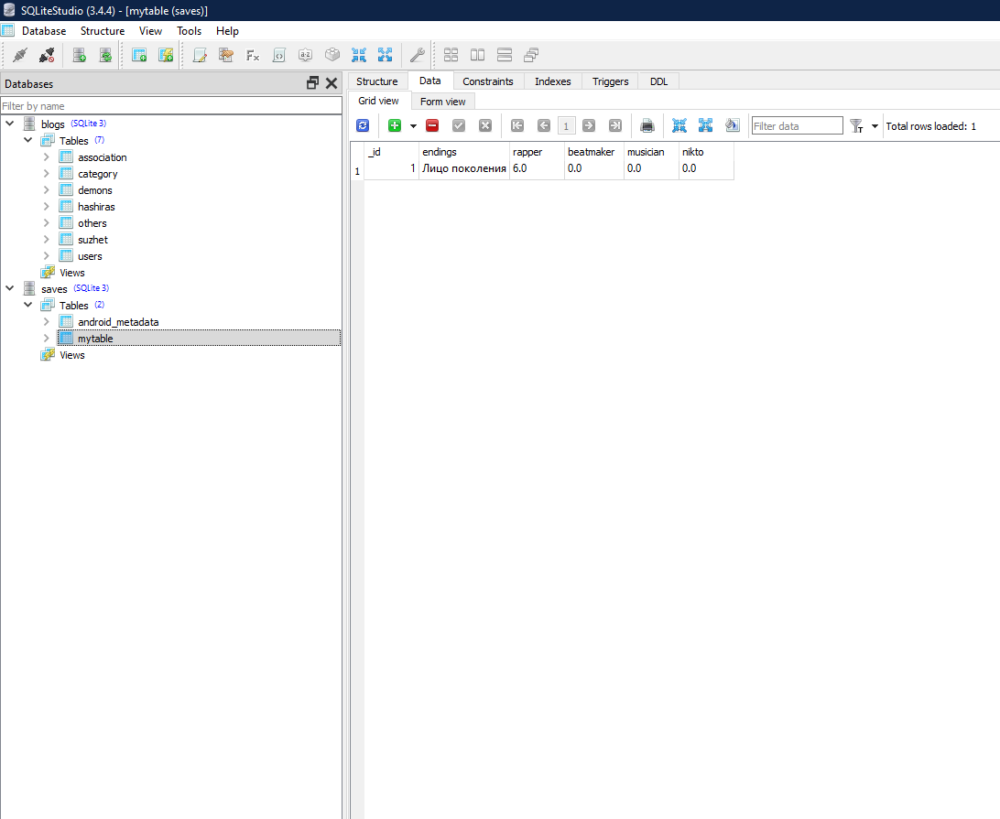 SQLiteStudio (3.4.4) - [mytable (saves)]
Database Structure View Tools Help
Databases
Filter by name
blogs (SQLite 3)
Tables (7)
association
category
demons
hashiras
others
suzhet
users
Views
saves (SQLite 3)
Tables (2)
android_metadata
mytable
Views
Structure Data Constraints Indexes Triggers DDL
Grid view Form view
1 Filter data Total rows loaded: 1
_id endings rapper beatmaker musician nikto
1 1 Лицо поколения 6.0 0.0 0.0 0.0